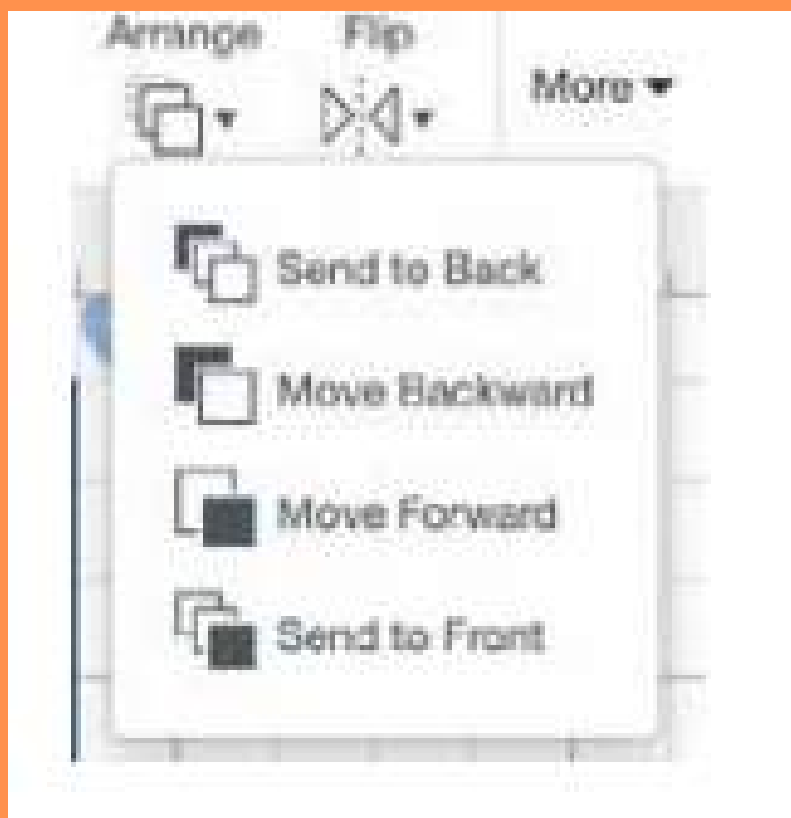 Arrange Flip
More
Send to Back
Move Backward
Move Forward
Send to Front